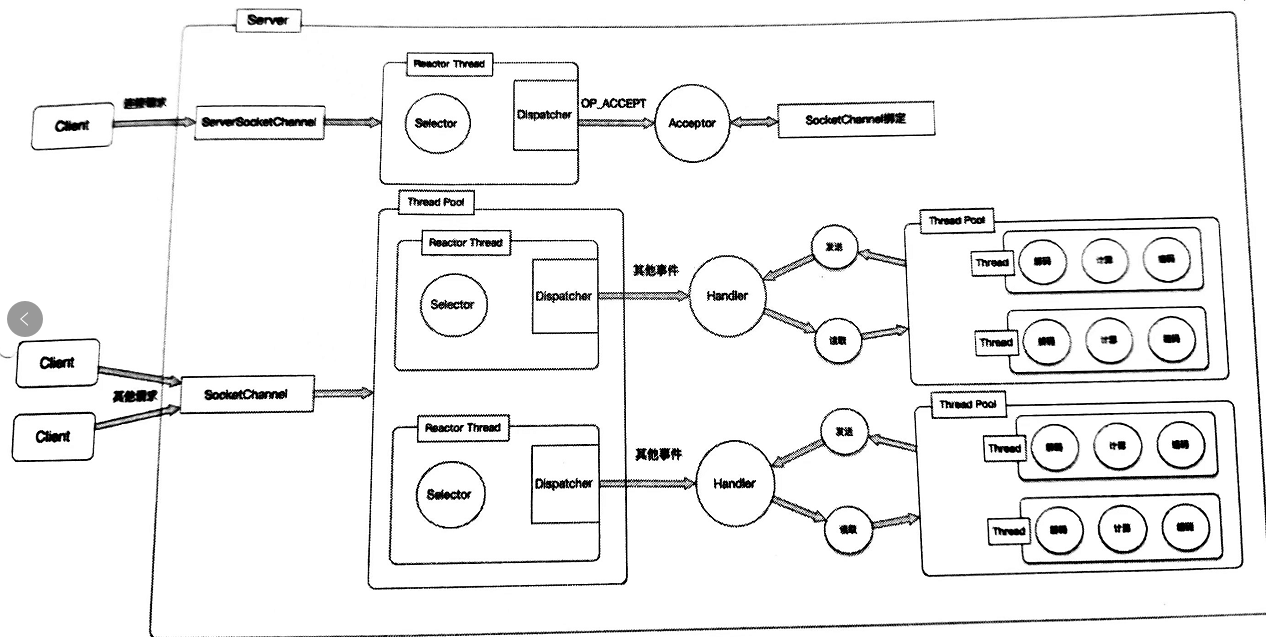 Server
Reactor Thread
连接请求
Client
ServerSocketChannel
Selector
Dispatcher
OP_ACCEPT
Acceptor
SocketChannel绑定
Thread Pool
Reactor Thread
Selector
Dispatcher
其他事件
Handler
发送
读取
Thread Pool
Thread
解码
计算
编码
Thread
解码
计算
编码
Client
Client
其他请求
SocketChannel
Reactor Thread
Selector
Dispatcher
其他事件
Handler
发送
读取
Thread Pool
Thread
解码
计算
编码
Thread
解码
计算
编码